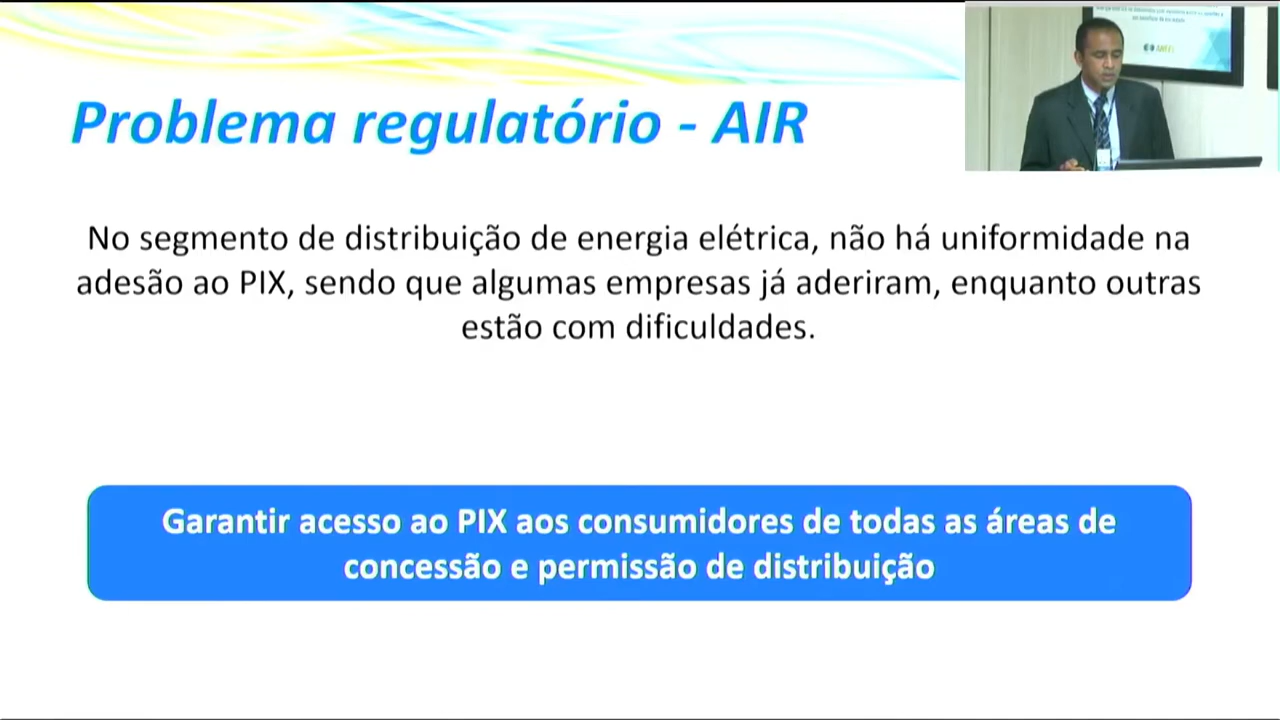 Problema regulatório - AIR
No segmento de distribuição de energia elétrica, não há uniformidade na
adesão ao PIX, sendo que algumas empresas já aderiram, enquanto outras
estão com dificuldades.
Garantir acesso ao PIX aos consumidores de todas as áreas de
concessão e permissão de distribuição